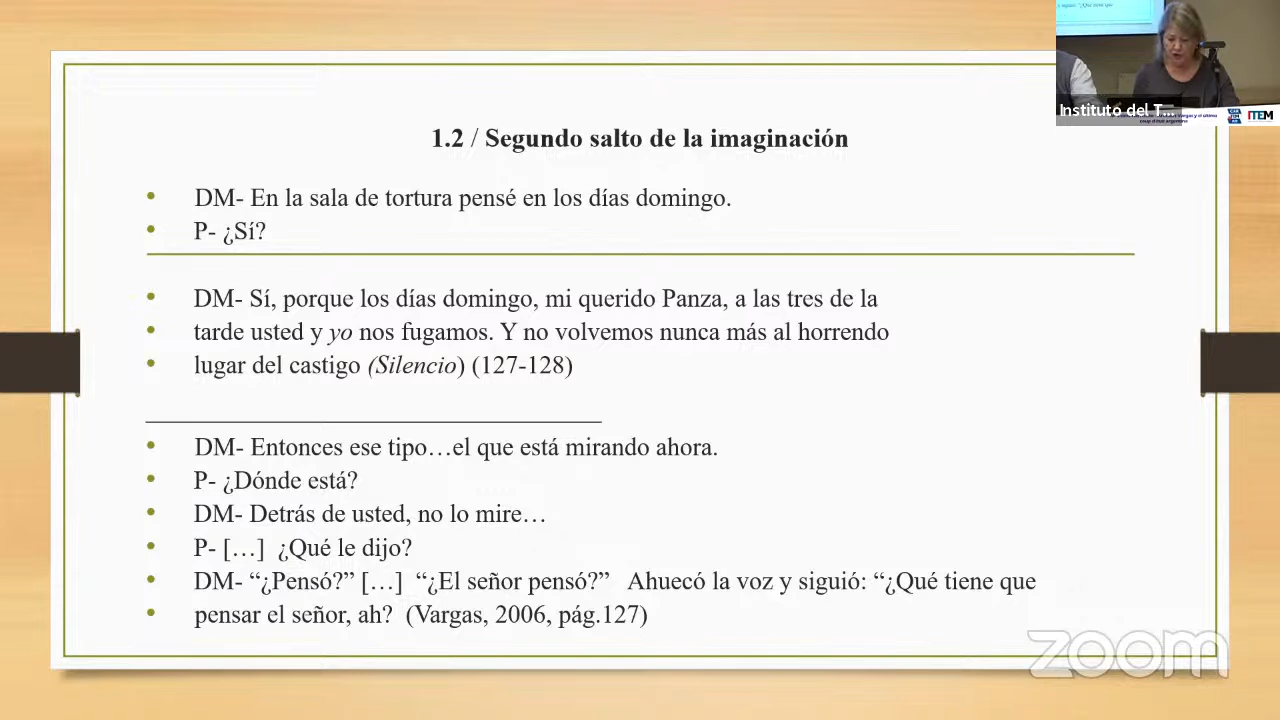 1.2 / Segundo salto de la imaginación
DM- En la sala de tortura pensé en los días domingo.
P- ¿Sí?
DM- Sí, porque los días domingo, mi querido Panza, a las tres de la
tarde usted y yo nos fugamos. Y no volvemos nunca más al horrendo
lugar del castigo (Silencio) (127-128)
DM- Entonces ese tipo…el que está mirando ahora.
P- ¿Dónde está?
DM- Detrás de usted, no lo mire…
P- […] ¿Qué le dijo?
DM- “¿Pensó?” […] “¿El señor pensó?” Ahuecó la voz y siguió: “¿Qué tiene que
pensar el señor, ah? (Vargas, 2006, pág.127)
Instituto del T...
ITEM
zoom